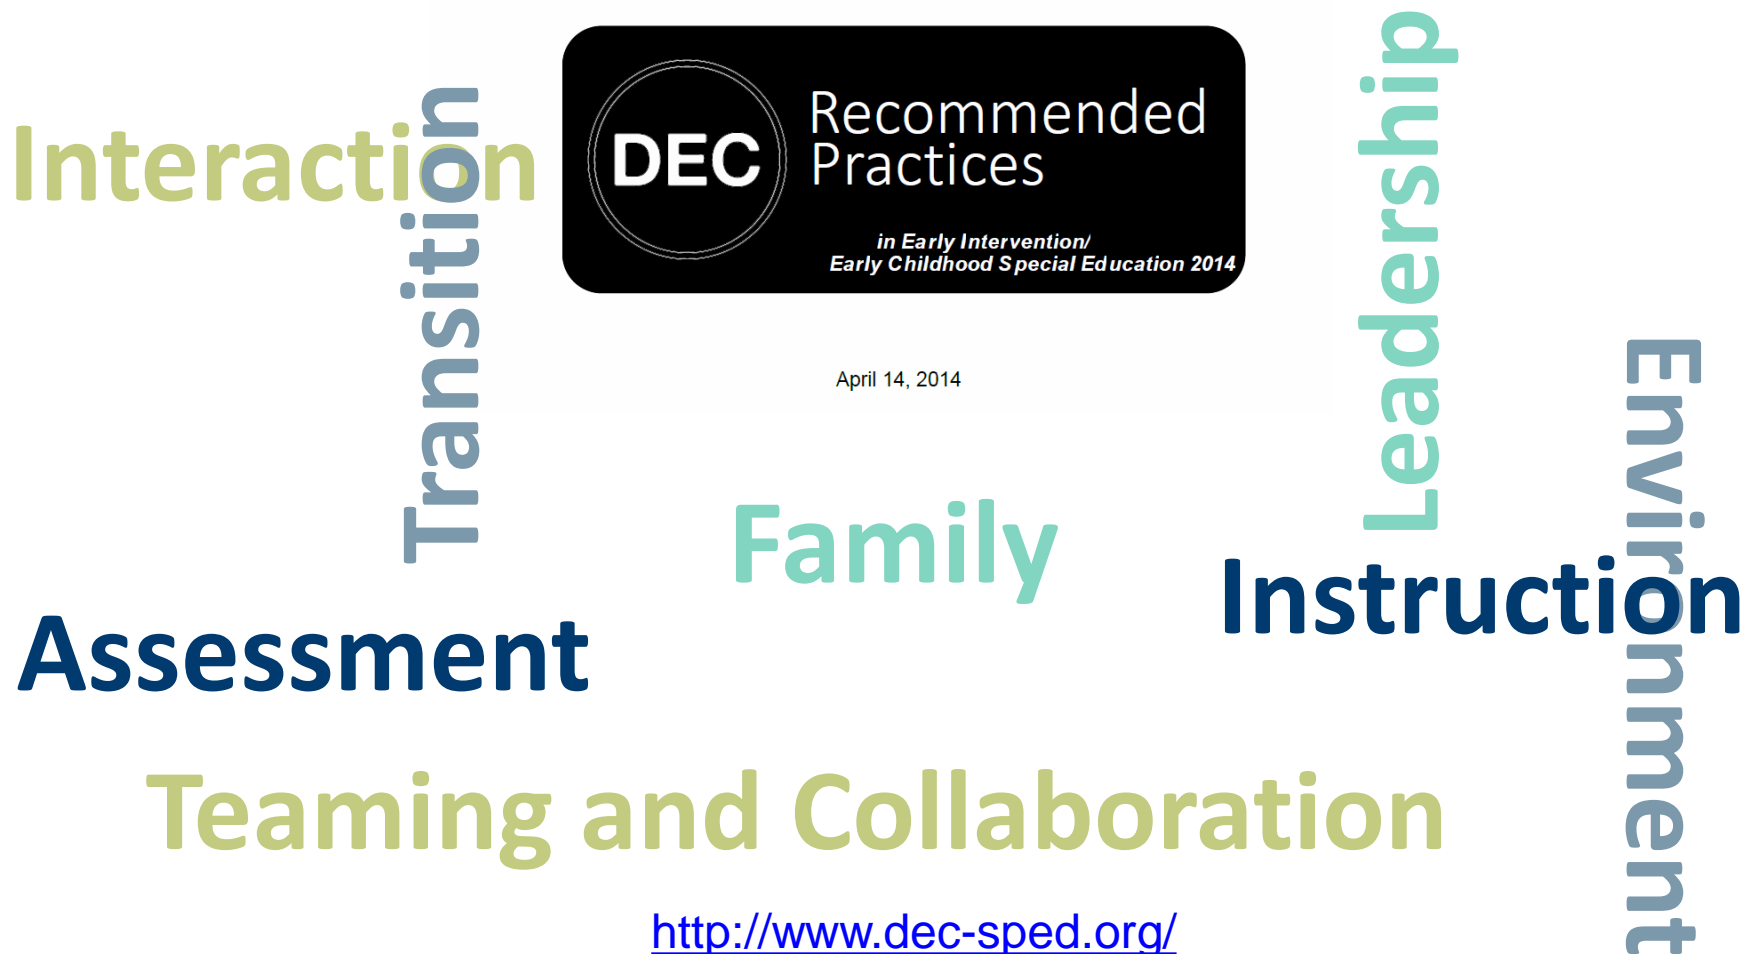 Interaction
Transition
DEC
Recommended
Practices
in Early Intervention/
Early Childhood Special Education 2014
Leadership
April 14, 2014
Environment
Family
Instruction
Assessment
Teaming and Collaboration
http://www.dec-sped.org/